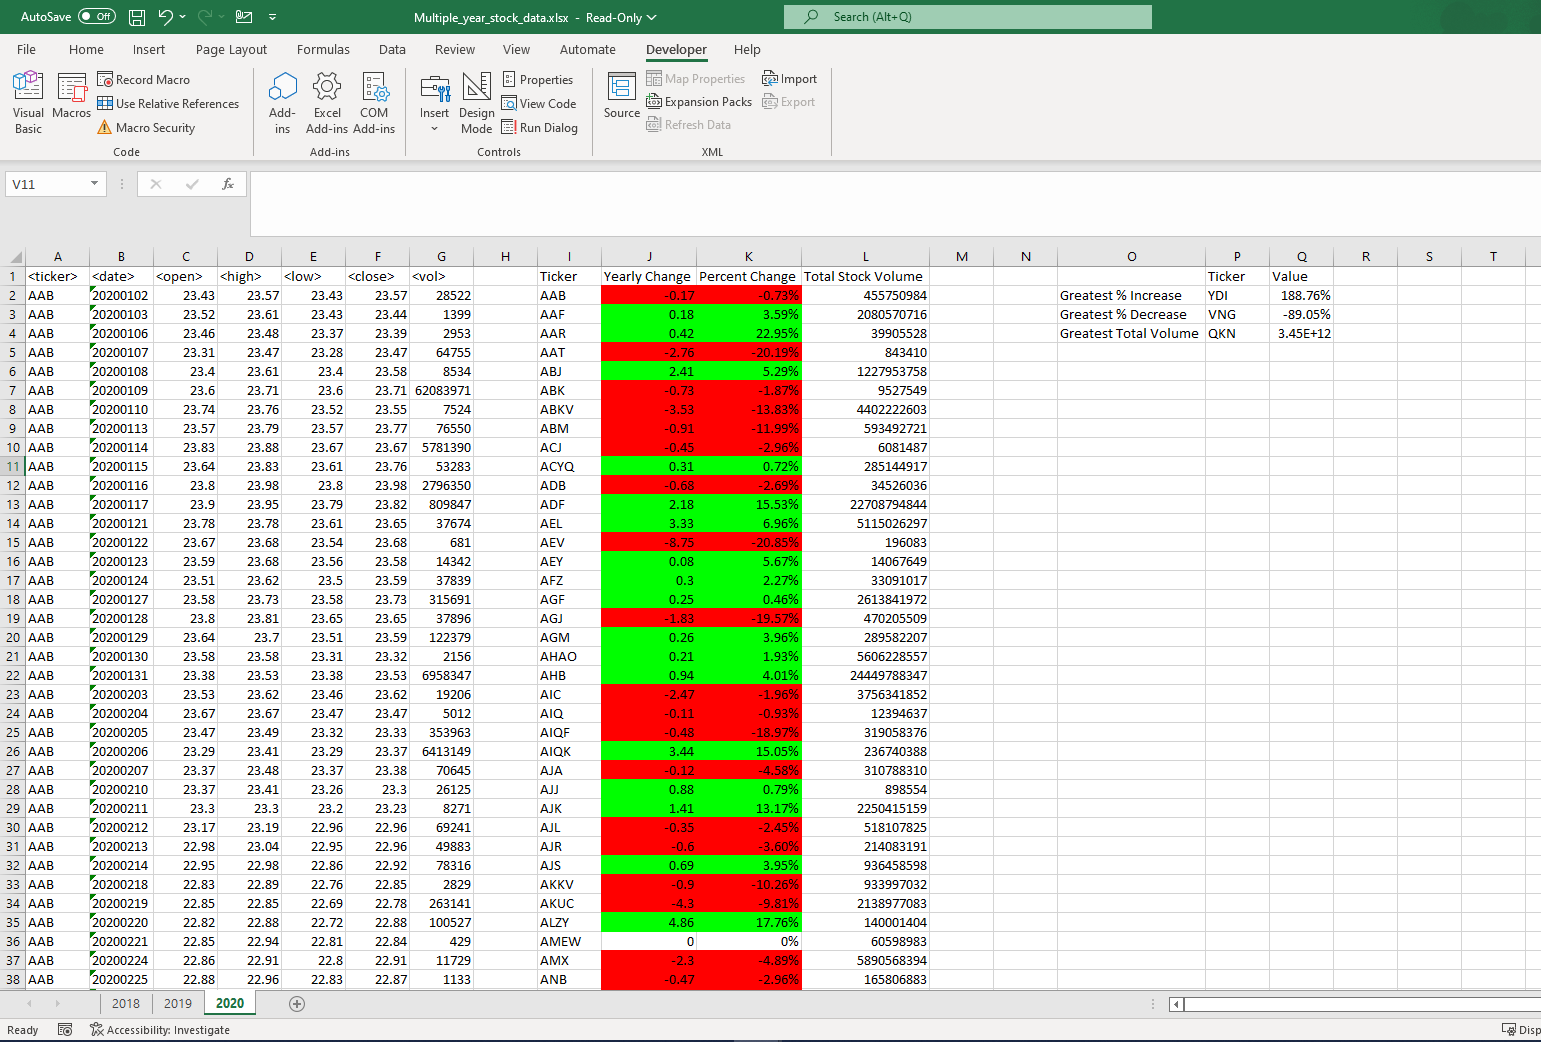 AutoSave Off Multiple_year_stock_data.xlsx - Read-Only Search (Alt+Q)
File Home Insert Page Layout Formulas Data Review View Automate Developer Help
Visual Basic Macros Record Macro Use Relative References Macro Security Code
Add-ins Excel Add-ins COM Add-ins Add-ins
Insert Design Mode Properties View Code Run Dialog Controls
Source Map Properties Expansion Packs Refresh Data Import Export XML
V11 fx
A B C D E F G H I J K L M N O P Q R S T
1 <ticker> <date> <open> <high> <low> <close> <vol> Ticker Yearly Change Percent Change Total Stock Volume Ticker Value
2 AAB 20200102 23.43 23.57 23.43 23.57 28522 AAB -0.17 -0.73% 455750984 Greatest % Increase YDI 188.76%
3 AAB 20200103 23.52 23.61 23.43 23.44 1399 AAF 0.18 3.59% 2080570716 Greatest % Decrease VNG -89.05%
4 AAB 20200106 23.46 23.48 23.37 23.39 2953 AAR 0.42 22.95% 39905528 Greatest Total Volume QKN 3.45E+12
5 AAB 20200107 23.31 23.47 23.28 23.47 64755 AAT -2.76 -20.19% 843410
6 AAB 20200108 23.4 23.61 23.4 23.58 8534 ABJ 2.41 5.29% 1227953758
7 AAB 20200109 23.6 23.71 23.6 23.71 62083971 ABK -0.73 -1.87% 9527549
8 AAB 20200110 23.74 23.76 23.52 23.55 7524 ABKV -3.53 -13.83% 4402222603
9 AAB 20200113 23.57 23.79 23.57 23.77 76550 ABM -0.91 -11.99% 593492721
10 AAB 20200114 23.83 23.88 23.67 23.67 5781390 ACJ -0.45 -2.96% 6081487
11 AAB 20200115 23.64 23.83 23.61 23.76 53283 ACYQ 0.31 0.72% 285144917
12 AAB 20200116 23.8 23.98 23.8 23.98 2796350 ADB -0.68 -2.69% 34526036
13 AAB 20200117 23.9 23.95 23.79 23.82 809847 ADF 2.18 15.53% 22708794844
14 AAB 20200121 23.78 23.78 23.61 23.65 37674 AEL 3.33 6.96% 5115026297
15 AAB 20200122 23.67 23.68 23.54 23.68 681 AEV -8.75 -20.85% 196083
16 AAB 20200123 23.59 23.68 23.56 23.58 14342 AEY 0.08 5.67% 14067649
17 AAB 20200124 23.51 23.62 23.5 23.59 37839 AFZ 0.3 2.27% 33091017
18 AAB 20200127 23.58 23.73 23.58 23.73 315691 AGF 0.25 0.46% 2613841972
19 AAB 20200128 23.8 23.81 23.65 23.65 37896 AGJ -1.83 -19.57% 470205509
20 AAB 20200129 23.64 23.7 23.51 23.59 122379 AGM 0.26 3.96% 289582207
21 AAB 20200130 23.58 23.58 23.31 23.32 2156 AHAO 0.21 1.93% 5606228557
22 AAB 20200131 23.38 23.53 23.38 23.53 6958347 AHB 0.94 4.01% 24449788347
23 AAB 20200203 23.53 23.62 23.46 23.62 19206 AIC -2.47 -1.96% 3756341852
24 AAB 20200204 23.67 23.67 23.47 23.47 5012 AIQ -0.11 -0.93% 12394637
25 AAB 20200205 23.47 23.49 23.32 23.33 353963 AIQF -0.48 -18.97% 319058376
26 AAB 20200206 23.29 23.41 23.29 23.37 6413149 AIQK 3.44 15.05% 236740388
27 AAB 20200207 23.37 23.48 23.37 23.38 70645 AJA -0.12 -4.58% 310788310
28 AAB 20200210 23.37 23.41 23.26 23.3 26125 AJJ 0.88 0.79% 898554
29 AAB 20200211 23.3 23.3 23.2 23.23 8271 AJK 1.41 13.17% 2250415159
30 AAB 20200212 23.17 23.19 22.96 22.96 69241 AJL -0.35 -2.45% 518107825
31 AAB 20200213 22.98 23.04 22.95 22.96 49883 AJR -0.6 -3.60% 214083191
32 AAB 20200214 22.95 22.98 22.86 22.92 78316 AJS 0.69 3.95% 936458598
33 AAB 20200218 22.83 22.89 22.76 22.85 2829 AKKV -0.9 -10.26% 933997032
34 AAB 20200219 22.85 22.85 22.69 22.78 263141 AKUC -4.3 -9.81% 2138977083
35 AAB 20200220 22.82 22.88 22.72 22.88 100527 ALZY 4.86 17.76% 140001404
36 AAB 20200221 22.85 22.94 22.81 22.84 429 AMEW 0 0% 60598983
37 AAB 20200224 22.86 22.91 22.8 22.91 11729 AMX -2.3 -4.89% 5890568394
38 AAB 20200225 22.88 22.96 22.83 22.87 1133 ANB -0.47 -2.96% 165806883
2018 2019 2020
Ready Accessibility: Investigate Disp